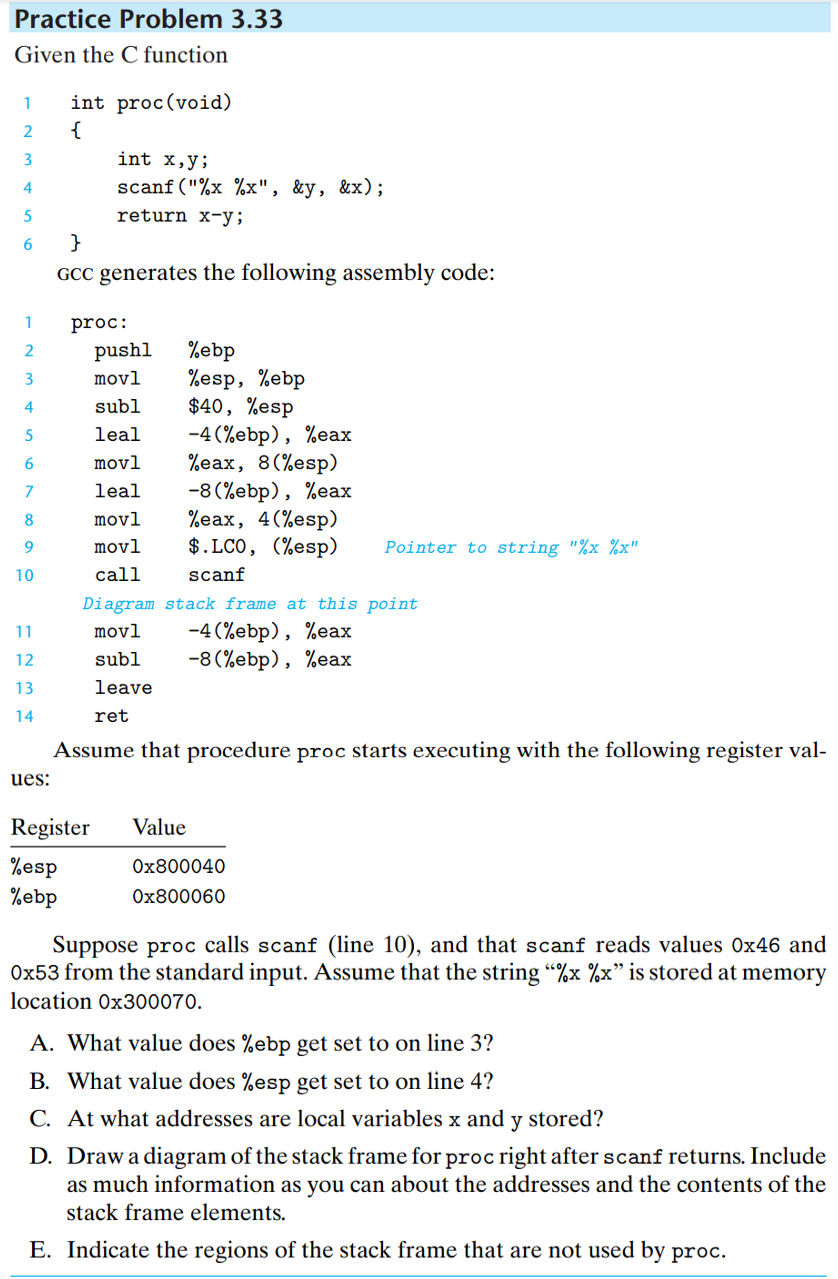 Practice Problem 3.33
Given the C function
1 int proc(void)
2 {
3 int x,y;
4 scanf("%x %x", &y, &x);
5 return x-y;
6 }
GCC generates the following assembly code:
1 proc:
2 pushl %ebp
3 movl %esp, %ebp
4 subl $40, %esp
5 leal -4(%ebp), %eax
6 movl %eax, 8(%esp)
7 leal -8(%ebp), %eax
8 movl %eax, 4(%esp)
9 movl $.LC0, (%esp) Pointer to string "%x %x"
10 call scanf
Diagram stack frame at this point
11 movl -4(%ebp), %eax
12 subl -8(%ebp), %eax
13 leave
14 ret
Assume that procedure proc starts executing with the following register val-
ues:
Register Value
%esp 0x800040
%ebp 0x800060
Suppose proc calls scanf (line 10), and that scanf reads values 0x46 and
0x53 from the standard input. Assume that the string “%x %x” is stored at memory
location 0x300070.
A. What value does %ebp get set to on line 3?
B. What value does %esp get set to on line 4?
C. At what addresses are local variables x and y stored?
D. Draw a diagram of the stack frame for proc right after scanf returns. Include
as much information as you can about the addresses and the contents of the
stack frame elements.
E. Indicate the regions of the stack frame that are not used by proc.